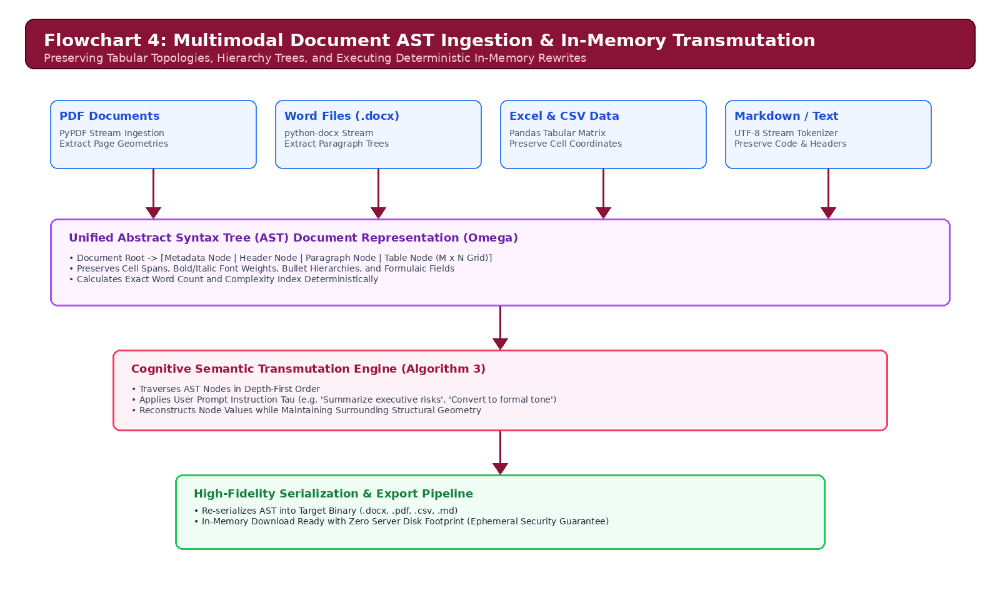 Flowchart 4: Multimodal Document AST Ingestion & In-Memory Transmutation
Preserving Tabular Topologies, Hierarchy Trees, and Executing Deterministic In-Memory Rewrites
PDF Documents
PyPDF Stream Ingestion
Extract Page Geometries
Word Files (.docx)
python-docx Stream
Extract Paragraph Trees
Excel & CSV Data
Pandas Tabular Matrix
Preserve Cell Coordinates
Markdown / Text
UTF-8 Stream Tokenizer
Preserve Code & Headers
Unified Abstract Syntax Tree (AST) Document Representation (Omega)
• Document Root -> [Metadata Node | Header Node | Paragraph Node | Table Node (M x N Grid)]
• Preserves Cell Spans, Bold/Italic Font Weights, Bullet Hierarchies, and Formulaic Fields
• Calculates Exact Word Count and Complexity Index Deterministically
Cognitive Semantic Transmutation Engine (Algorithm 3)
• Traverses AST Nodes in Depth-First Order
• Applies User Prompt Instruction Tau (e.g. 'Summarize executive risks', 'Convert to formal tone')
• Reconstructs Node Values while Maintaining Surrounding Structural Geometry
High-Fidelity Serialization & Export Pipeline
• Re-serializes AST into Target Binary (.docx, .pdf, .csv, .md)
• In-Memory Download Ready with Zero Server Disk Footprint (Ephemeral Security Guarantee)